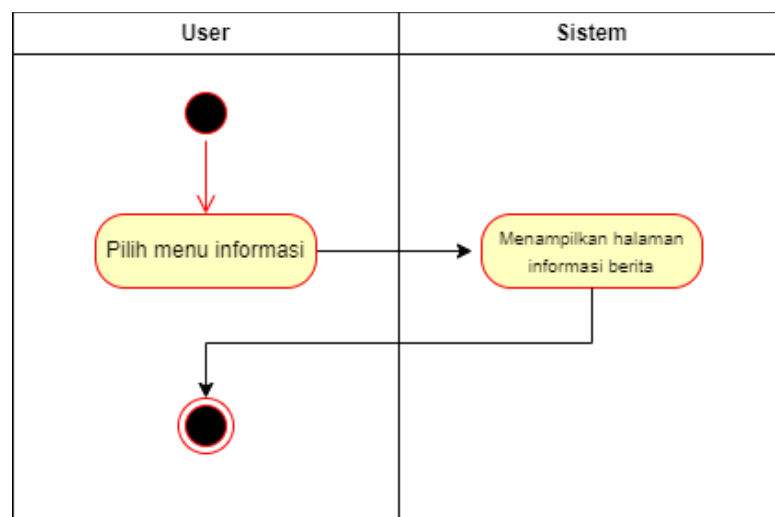 User
Sistem
Pilih menu informasi
Menampilkan halaman
informasi berita